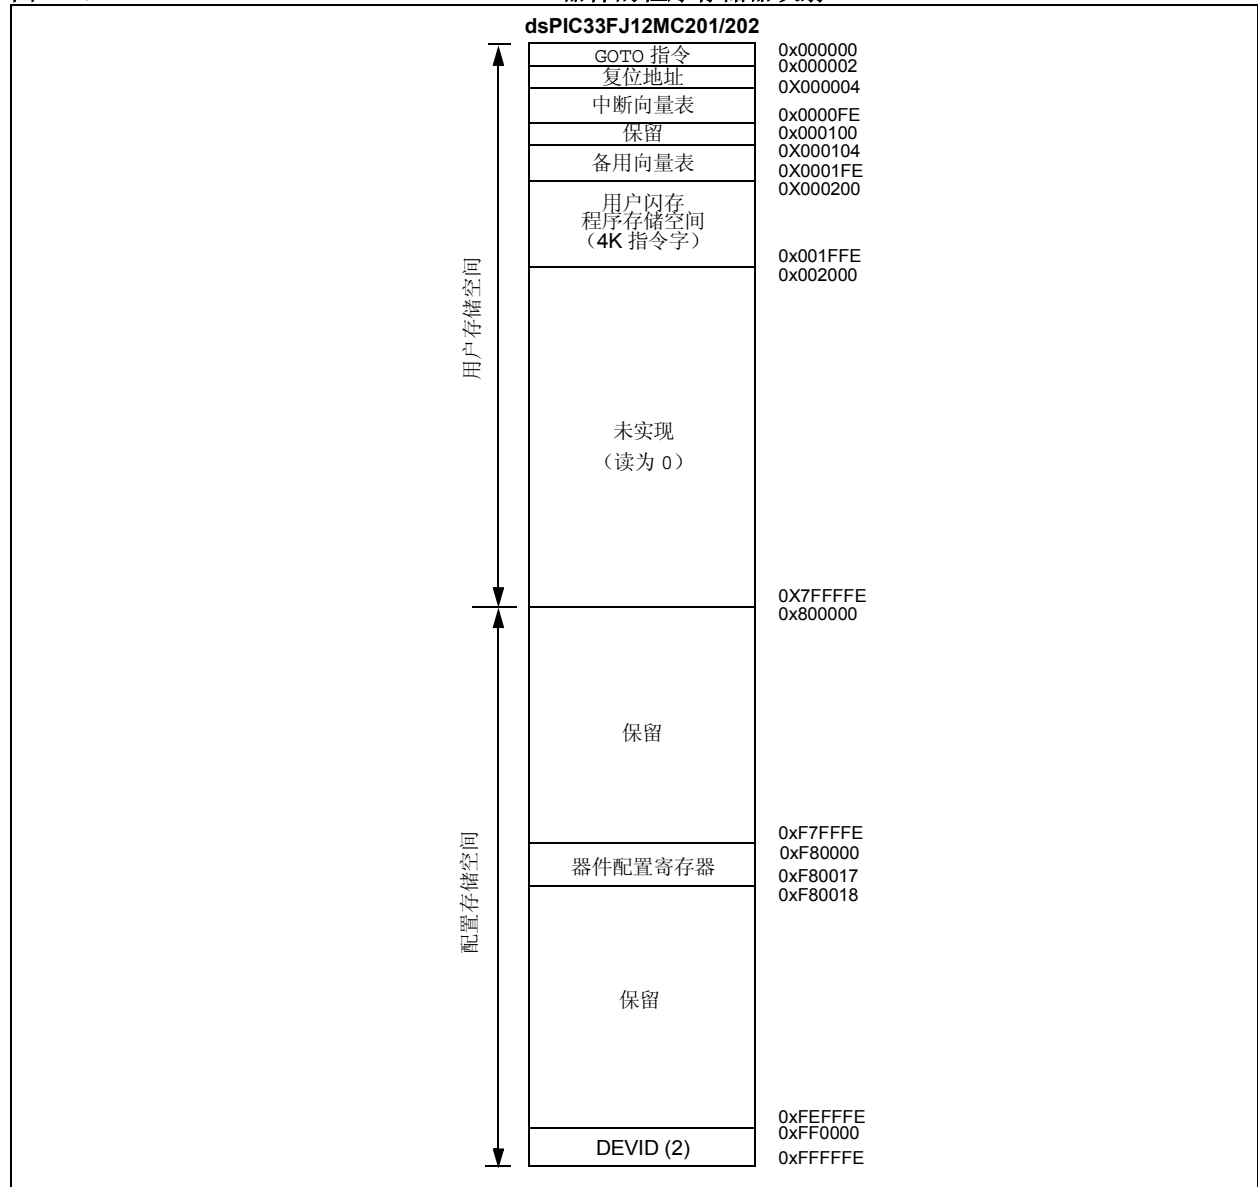 dsPIC33FJ12MC201/202
GOTO 指令
0x000000
复位地址
0x000002
0X000004
中断向量表
0x0000FE
保留
0x000100
0X000104
备用向量表
0X0001FE
0X000200
用户闪存
程序存储空间
（4K 指令字）
0x001FFE
0x002000
用户存储空间
未实现
（读为 0）
0X7FFFFE
0x800000
保留
0xF7FFFE
0xF80000
器件配置寄存器
0xF80017
0xF80018
配置存储空间
保留
0xFEFFFE
0xFF0000
DEVID (2)
0xFFFFFE